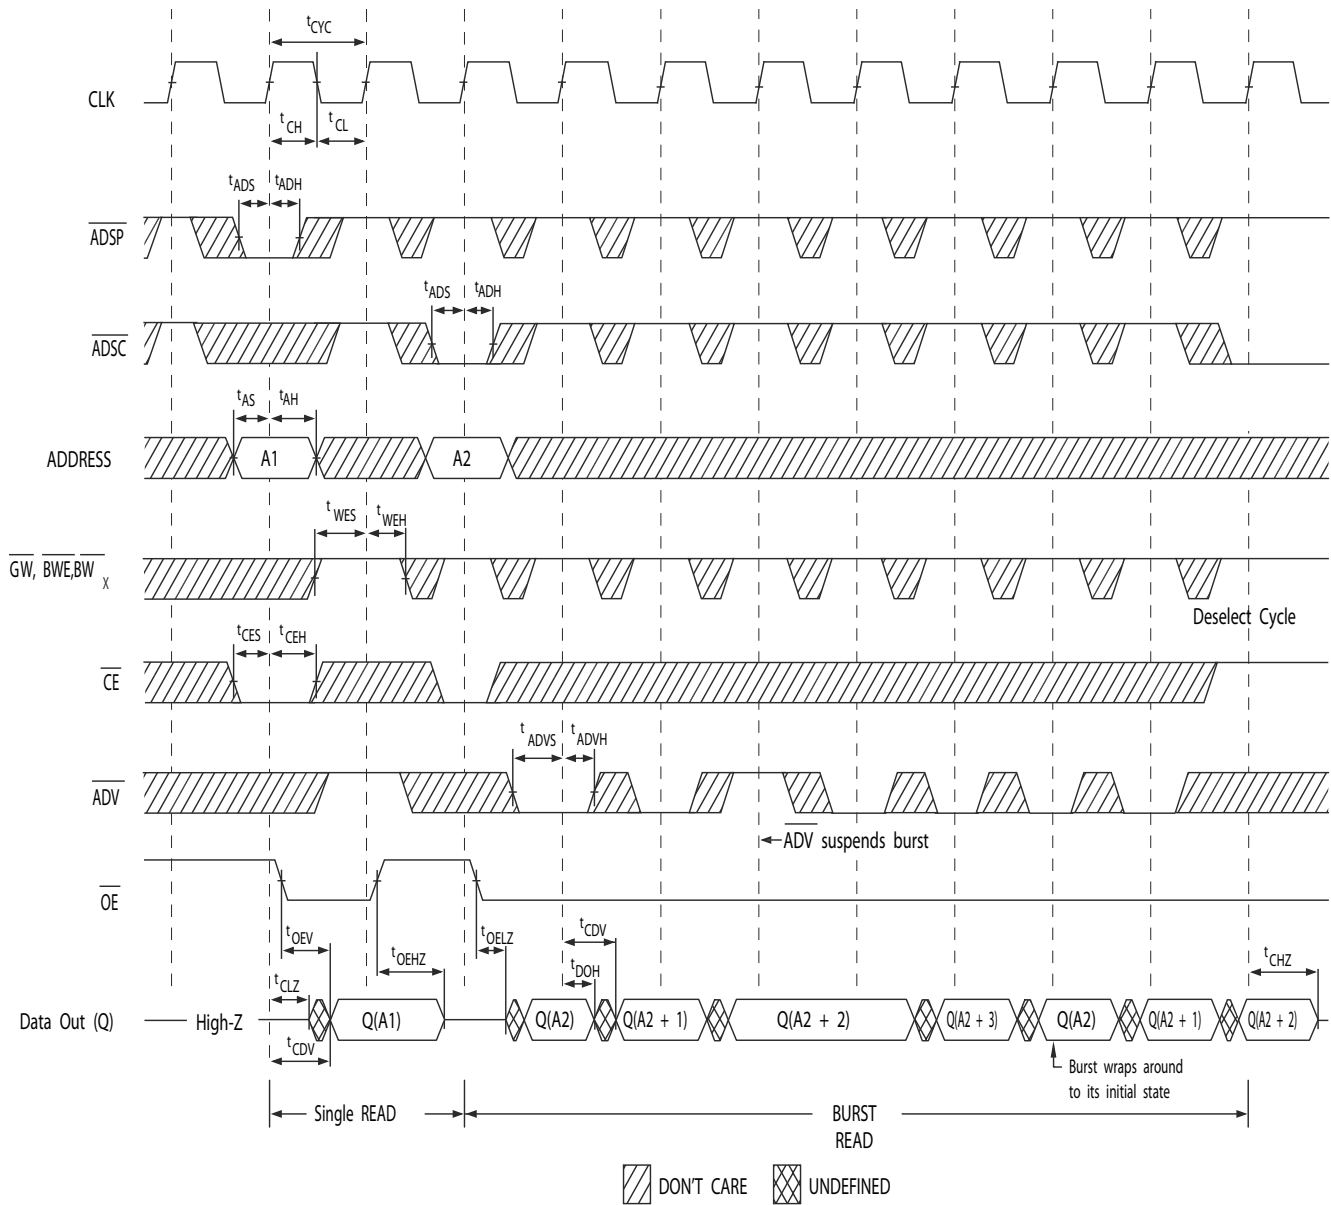 tCYC
CLK
tCH
tCL
tADS
tADH
ADSP
tADS
tADH
ADSC
tAS
tAH
ADDRESS
A1
A2
tWES
tWEH
GW, BWE,BW X
Deselect Cycle
tCES
tCEH
CE
tADVS
tADVH
ADV
ADV suspends burst
OE
tOEV
tOEHZ
tOELZ
tCDV
tDOH
tCHZ
tCLZ
Data Out (Q)
High-Z
Q(A1)
Q(A2)
Q(A2 + 1)
Q(A2 + 2)
Q(A2 + 3)
Q(A2)
Q(A2 + 1)
Q(A2 + 2)
tCDV
Burst wraps around
to its initial state
Single READ
BURST
READ
DON'T CARE
UNDEFINED